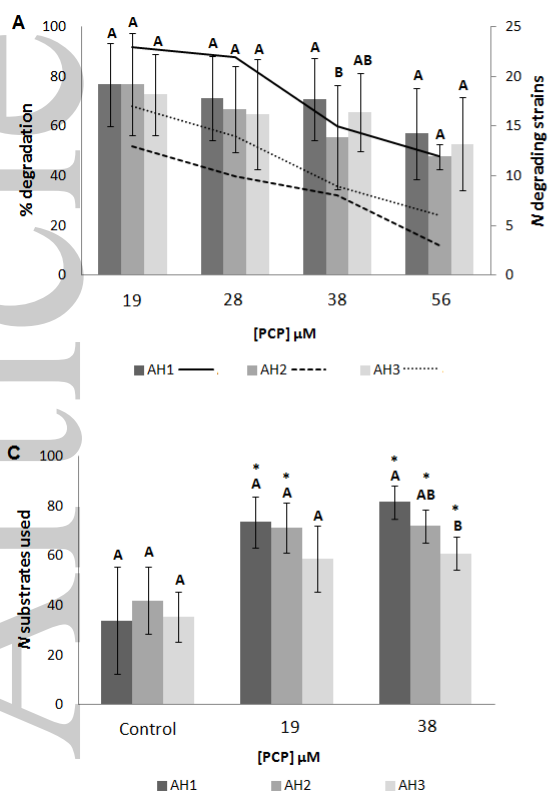 A
100
80
60
40
20
0
% degradation
25
20
15
10
5
0
N degrading strains
A A A
A A A
A B AB
A A A
19 28 38 56
[PCP] µM
AH1 AH2 AH3
C
100
80
60
40
20
0
N substrates used
A A A
* * 
A A A
* * *
A AB B
Control 19 38
[PCP] µM
AH1 AH2 AH3
Article